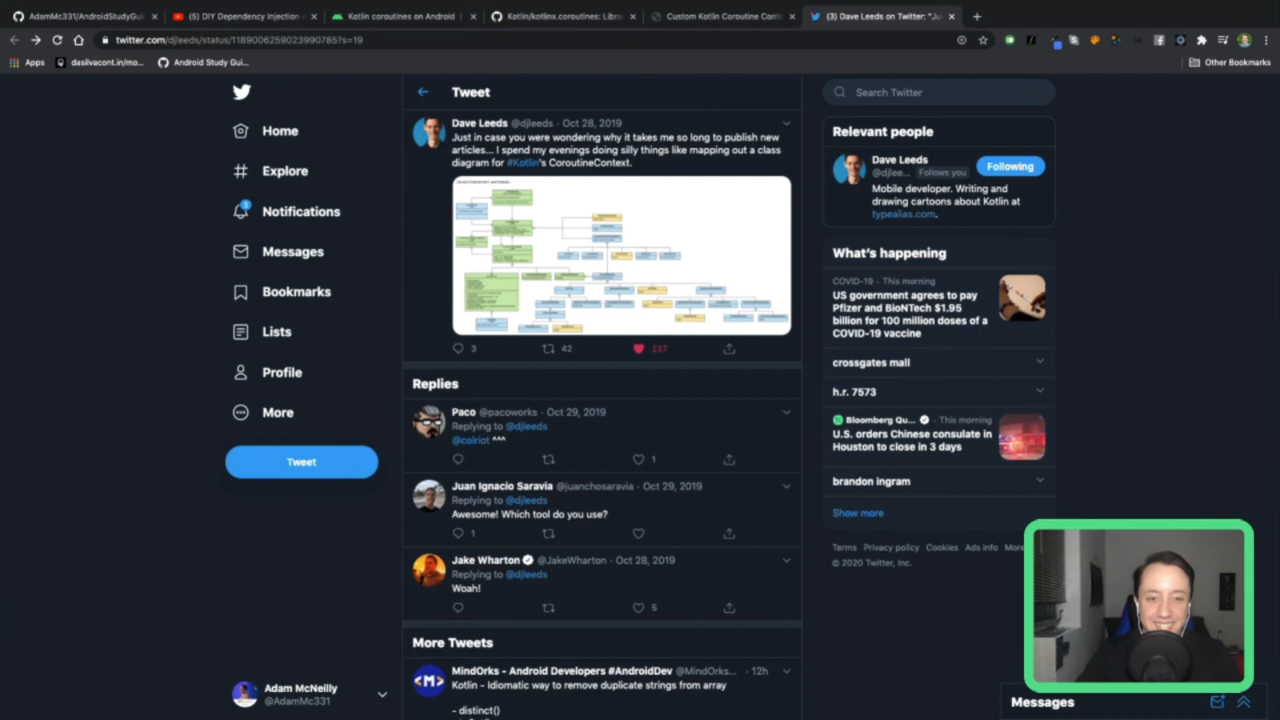 AdamMc331/AndroidStudyGui
(5) DIY Dependency Injection
Kotlin coroutines on Android
Kotlin/kotlinx.coroutines: Libra
Custom Kotlin Coroutine Cont
(3) Dave Leeds on Twitter: "Ju
twitter.com/djleeds/status/1189006259023990785?s=19
Apps
dasilvacont.in/mo...
Android Study Gui...
Other Bookmarks
Home
Explore
3
Notifications
Messages
Bookmarks
Lists
Profile
More
Tweet
Adam McNeilly
@AdamMc331
Tweet
Dave Leeds @djleeds · Oct 28, 2019
Just in case you were wondering why it takes me so long to publish new
articles... I spend my evenings doing silly things like mapping out a class
diagram for #Kotlin's CoroutineContext.
3 42 237
Replies
Paco @pacoworks · Oct 29, 2019
Replying to @djleeds
@colriot ^^^
1
Juan Ignacio Saravia @juanchosaravia · Oct 29, 2019
Replying to @djleeds
Awesome! Which tool do you use?
1
Jake Wharton @JakeWharton · Oct 28, 2019
Replying to @djleeds
Woah!
5
More Tweets
MindOrks - Android Developers #AndroidDev @MindOrks... · 12h
Kotlin - Idiomatic way to remove duplicate strings from array
- distinct()
Search Twitter
Relevant people
Dave Leeds
@djlee... Follows you
Following
Mobile developer. Writing and
drawing cartoons about Kotlin at
typealias.com.
What's happening
COVID-19 · This morning
US government agrees to pay
Pfizer and BioNTech $1.95
billion for 100 million doses of a
COVID-19 vaccine
crossgates mall
h.r. 7573
Bloomberg Qu... · This morning
U.S. orders Chinese consulate in
Houston to close in 3 days
brandon ingram
Show more
Terms Privacy policy Cookies Ads info More
© 2020 Twitter, Inc.
Messages